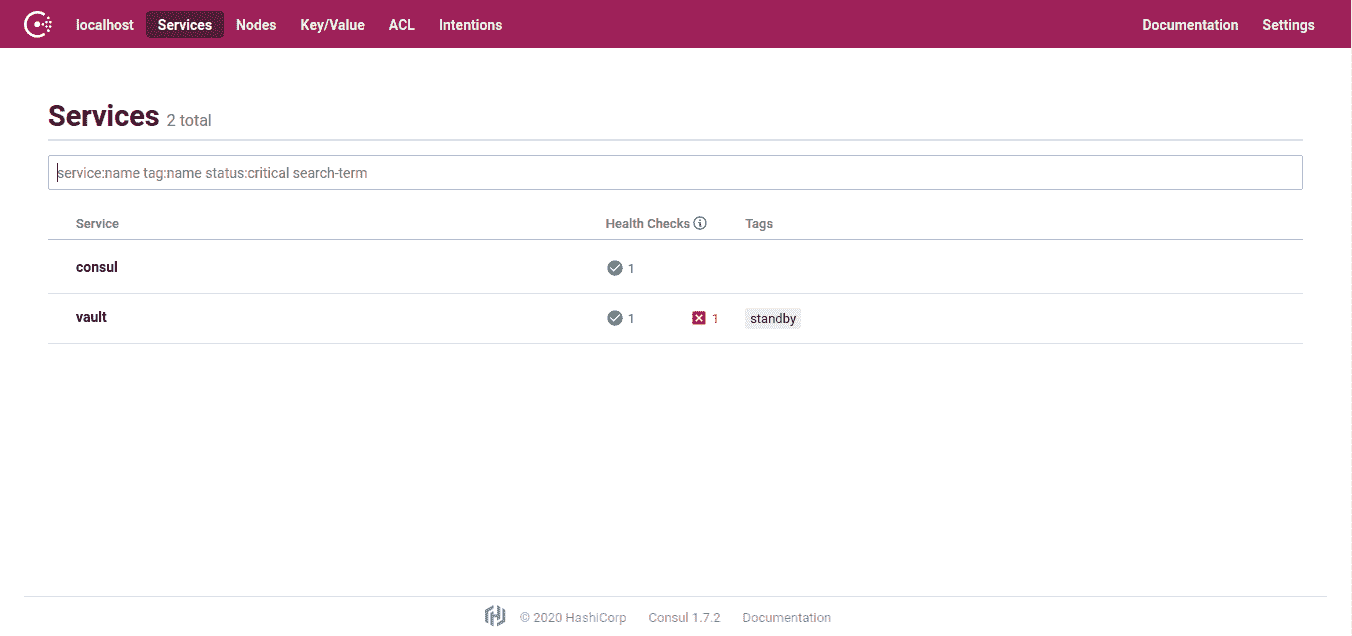 localhost Services Nodes Key/Value ACL Intentions Documentation Settings
Services 2 total
service:name tag:name status:critical search-term
Service Health Checks Tags
consul 1
vault 1 1 standby
© 2020 HashiCorp Consul 1.7.2 Documentation